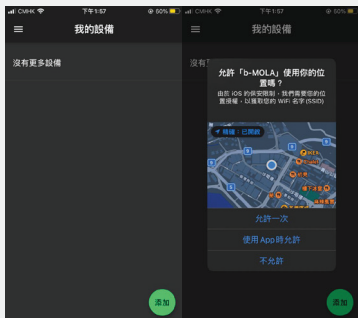 CMHK
下午1:57
60%
我的設備
沒有更多設備
添加
CMHK
下午1:57
60%
我的設備
沒有
允許「b-MOLA」使用你的位
置嗎？
由於 iOS 的保安限制，我們需要您的位
置授權，以獲取您的 WiFi 名字 (SSID)
精確：已開啟
允許一次
使用 App 時允許
不允許
添加